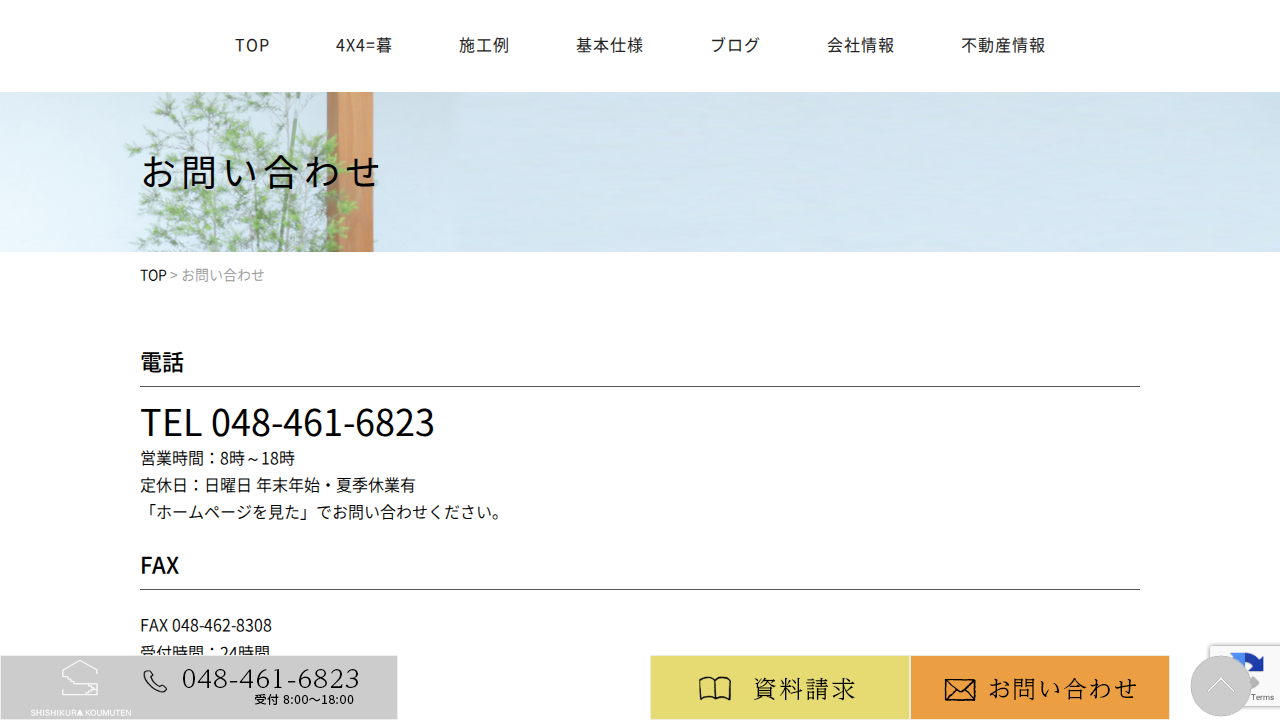 TOP 4X4=暮 施工例 基本仕様 ブログ 会社情報 不動産情報
お問い合わせ
TOP > お問い合わせ
電話
TEL 048-461-6823
営業時間：8時～18時
定休日：日曜日 年末年始・夏季休業有
「ホームページを見た」でお問い合わせください。
FAX
FAX 048-462-8308
受付時間：24時間
SHISHIKURA KOUMUTEN
048-461-6823
受付 8:00〜18:00
資料請求
お問い合わせ
Terms